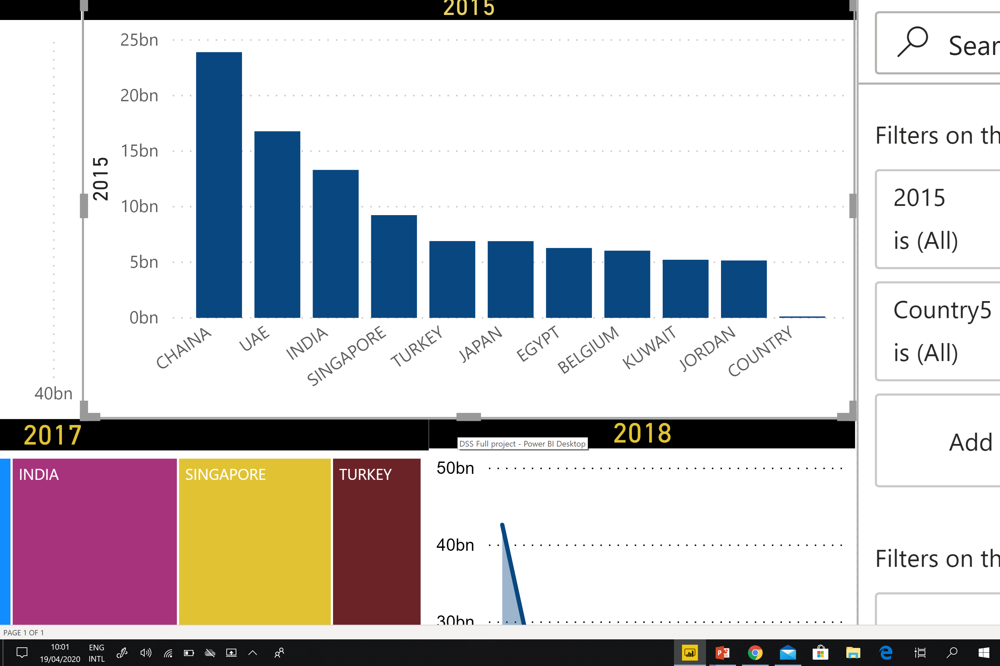 2015
25bn
20bn
15bn
10bn
5bn
0bn
2015
CHAINA
UAE
INDIA
SINGAPORE
TURKEY
JAPAN
EGYPT
BELGIUM
KUWAIT
JORDAN
COUNTRY
40bn
Sear
Filters on th
2015
is (All)
Country5
is (All)
Add
Filters on th
2017
INDIA
SINGAPORE
TURKEY
2018
DSS Full project - Power BI Desktop
50bn
40bn
30bn
PAGE 1 OF 1
10:01
19/04/2020
ENG
INTL